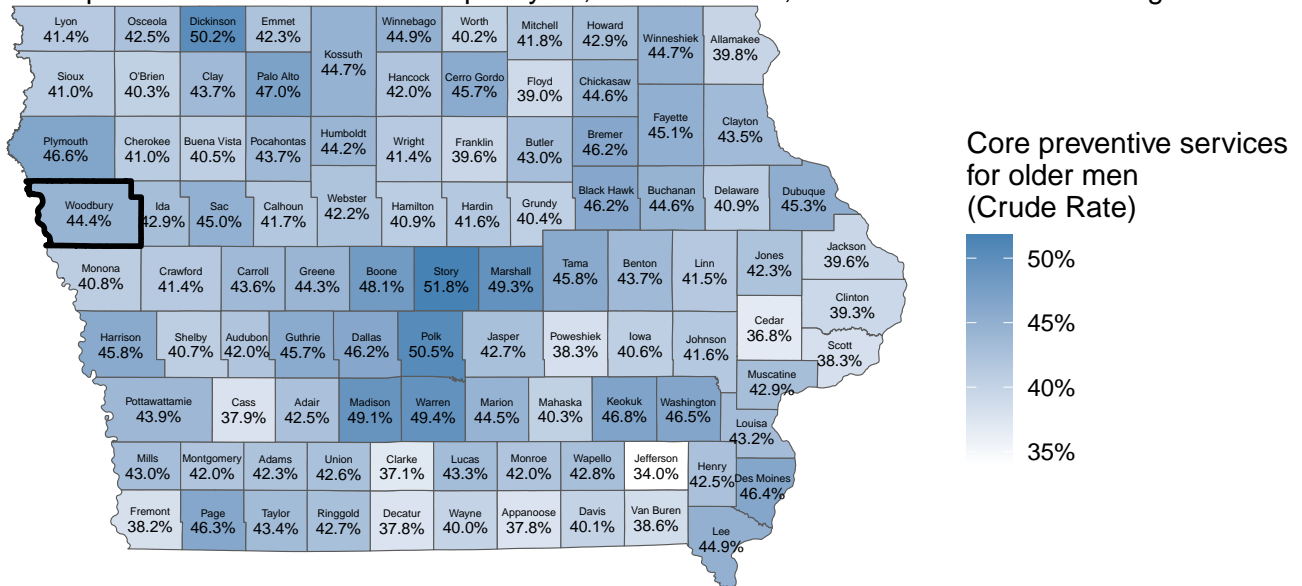 Lyon Osceola Dickinson Emmet Winnebago Worth Mitchell Howard
41.4% 42.5% 50.2% 42.3% 44.9% 40.2% 41.8% 42.9%
Kossuth Winneshiek Allamakee
44.7% 44.7% 39.8%
Sioux O'Brien Clay Palo Alto Hancock Cerro Gordo Floyd Chickasaw
41.0% 40.3% 43.7% 47.0% 42.0% 45.7% 39.0% 44.6%
Fayette Clayton
45.1% 43.5%
Plymouth Cherokee Buena Vista Pocahontas Humboldt Wright Franklin Butler Bremer
46.6% 41.0% 40.5% 43.7% 44.2% 41.4% 39.6% 43.0% 46.2%
Woodbury Ida Sac Calhoun Webster Hamilton Hardin Grundy Black Hawk Buchanan Delaware Dubuque
44.4% 42.9% 45.0% 41.7% 42.2% 40.9% 41.6% 40.4% 46.2% 44.6% 40.9% 45.3%
Monona Crawford Carroll Greene Boone Story Marshall Tama Benton Linn Jones Jackson
40.8% 41.4% 43.6% 44.3% 48.1% 51.8% 49.3% 45.8% 43.7% 41.5% 42.3% 39.6%
Clinton
39.3%
Harrison Shelby Audubon Guthrie Dallas Polk Jasper Poweshiek Iowa Johnson Cedar Scott
45.8% 40.7% 42.0% 45.7% 46.2% 50.5% 42.7% 38.3% 40.6% 41.6% 36.8% 38.3%
Muscatine
42.9%
Pottawattamie Cass Adair Madison Warren Marion Mahaska Keokuk Washington
43.9% 37.9% 42.5% 49.1% 49.4% 44.5% 40.3% 46.8% 46.5%
Louisa
43.2%
Mills Montgomery Adams Union Clarke Lucas Monroe Wapello Jefferson Henry Des Moines
43.0% 42.0% 42.3% 42.6% 37.1% 43.3% 42.0% 42.8% 34.0% 42.5% 46.4%
Fremont Page Taylor Ringgold Decatur Wayne Appanoose Davis Van Buren
38.2% 46.3% 43.4% 42.7% 37.8% 40.0% 37.8% 40.1% 38.6%
Lee
44.9%
Core preventive services
for older men
(Crude Rate)
50%
45%
40%
35%